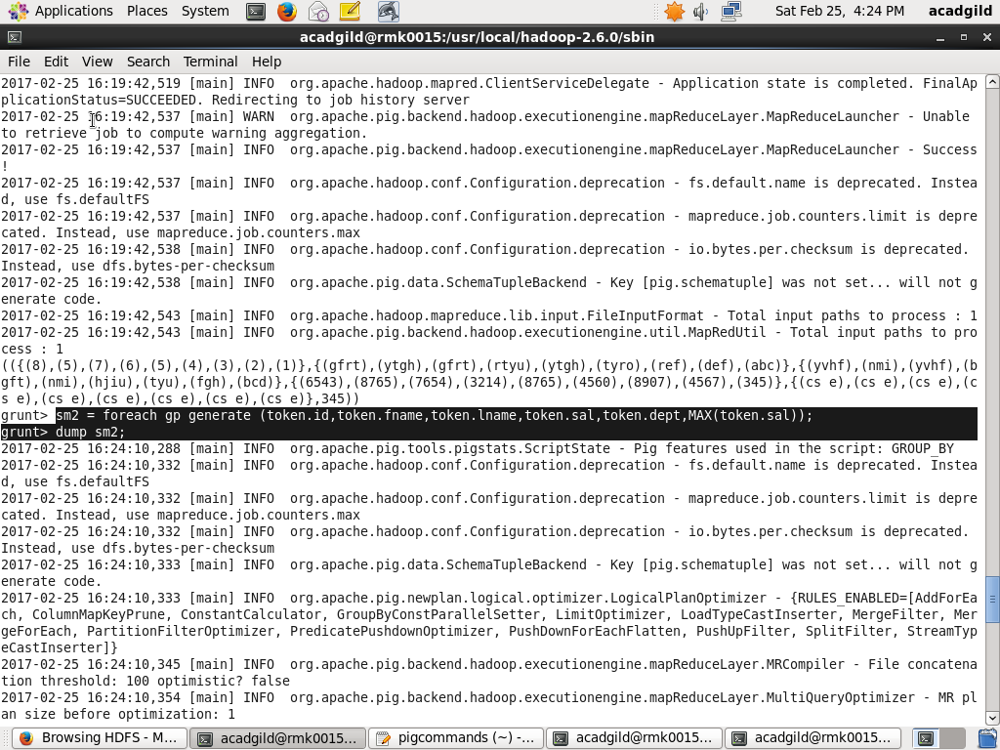 Applications Places System Sat Feb 25, 4:24 PM acadgild
acadgild@rmk0015:/usr/local/hadoop-2.6.0/sbin
File Edit View Search Terminal Help
2017-02-25 16:19:42,519 [main] INFO  org.apache.hadoop.mapred.ClientServiceDelegate - Application state is completed. FinalAp
plicationStatus=SUCCEEDED. Redirecting to job history server
2017-02-25 16:19:42,537 [main] WARN  org.apache.pig.backend.hadoop.executionengine.mapReduceLayer.MapReduceLauncher - Unable
to retrieve job to compute warning aggregation.
2017-02-25 16:19:42,537 [main] INFO  org.apache.pig.backend.hadoop.executionengine.mapReduceLayer.MapReduceLauncher - Success
!
2017-02-25 16:19:42,537 [main] INFO  org.apache.hadoop.conf.Configuration.deprecation - fs.default.name is deprecated. Instea
d, use fs.defaultFS
2017-02-25 16:19:42,537 [main] INFO  org.apache.hadoop.conf.Configuration.deprecation - mapreduce.job.counters.limit is depre
cated. Instead, use mapreduce.job.counters.max
2017-02-25 16:19:42,538 [main] INFO  org.apache.hadoop.conf.Configuration.deprecation - io.bytes.per.checksum is deprecated.
Instead, use dfs.bytes-per-checksum
2017-02-25 16:19:42,538 [main] INFO  org.apache.pig.data.SchemaTupleBackend - Key [pig.schematuple] was not set... will not g
enerate code.
2017-02-25 16:19:42,543 [main] INFO  org.apache.hadoop.mapreduce.lib.input.FileInputFormat - Total input paths to process : 1
2017-02-25 16:19:42,543 [main] INFO  org.apache.pig.backend.hadoop.executionengine.util.MapRedUtil - Total input paths to pro
cess : 1
(({(8),(5),(7),(6),(5),(4),(3),(2),(1)},{(gfrt),(ytgh),(gfrt),(rtyu),(ytgh),(tyro),(ref),(def),(abc)},{(yvhf),(nmi),(yvhf),(b
gft),(nmi),(hjiu),(tyu),(fgh),(bcd)},{(6543),(8765),(7654),(3214),(8765),(4560),(8907),(4567),(345)},{(cs e),(cs e),(cs e),(c
s e),(cs e),(cs e),(cs e),(cs e),(cs e)},345))
grunt> sm2 = foreach gp generate (token.id,token.fname,token.lname,token.sal,token.dept,MAX(token.sal));
grunt> dump sm2;
2017-02-25 16:24:10,288 [main] INFO  org.apache.pig.tools.pigstats.ScriptState - Pig features used in the script: GROUP_BY
2017-02-25 16:24:10,332 [main] INFO  org.apache.hadoop.conf.Configuration.deprecation - fs.default.name is deprecated. Instea
d, use fs.defaultFS
2017-02-25 16:24:10,332 [main] INFO  org.apache.hadoop.conf.Configuration.deprecation - mapreduce.job.counters.limit is depre
cated. Instead, use mapreduce.job.counters.max
2017-02-25 16:24:10,332 [main] INFO  org.apache.hadoop.conf.Configuration.deprecation - io.bytes.per.checksum is deprecated.
Instead, use dfs.bytes-per-checksum
2017-02-25 16:24:10,333 [main] INFO  org.apache.pig.data.SchemaTupleBackend - Key [pig.schematuple] was not set... will not g
enerate code.
2017-02-25 16:24:10,333 [main] INFO  org.apache.pig.newplan.logical.optimizer.LogicalPlanOptimizer - {RULES_ENABLED=[AddForEa
ch, ColumnMapKeyPrune, ConstantCalculator, GroupByConstParallelSetter, LimitOptimizer, LoadTypeCastInserter, MergeFilter, Mer
geForEach, PartitionFilterOptimizer, PredicatePushdownOptimizer, PushDownForEachFlatten, PushUpFilter, SplitFilter, StreamTyp
eCastInserter]}
2017-02-25 16:24:10,345 [main] INFO  org.apache.pig.backend.hadoop.executionengine.mapReduceLayer.MRCompiler - File concatena
tion threshold: 100 optimistic? false
2017-02-25 16:24:10,354 [main] INFO  org.apache.pig.backend.hadoop.executionengine.mapReduceLayer.MultiQueryOptimizer - MR pl
an size before optimization: 1
Browsing HDFS - M... acadgild@rmk0015:... pigcommands (~) -... acadgild@rmk0015:... acadgild@rmk0015:...